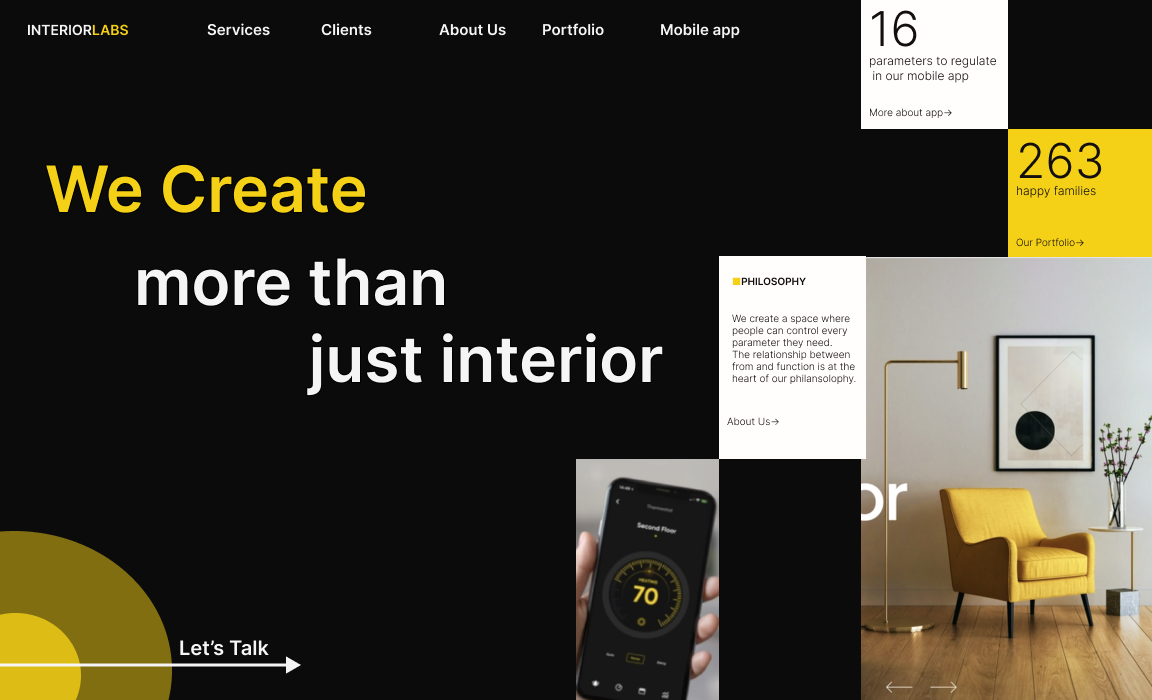 INTERIORLABS
Services
Clients
About Us
Portfolio
Mobile app
16
parameters to regulate
in our mobile app
More about app→
263
happy families
Our Portfolio→
We Create
more than
just interior
PHILOSOPHY
We create a space where
people can control every
parameter they need.
The relationship between
from and function is at the
heart of our philansolophy.
About Us→
or
Thermostat
Second Floor
HEATING
70
Let's Talk